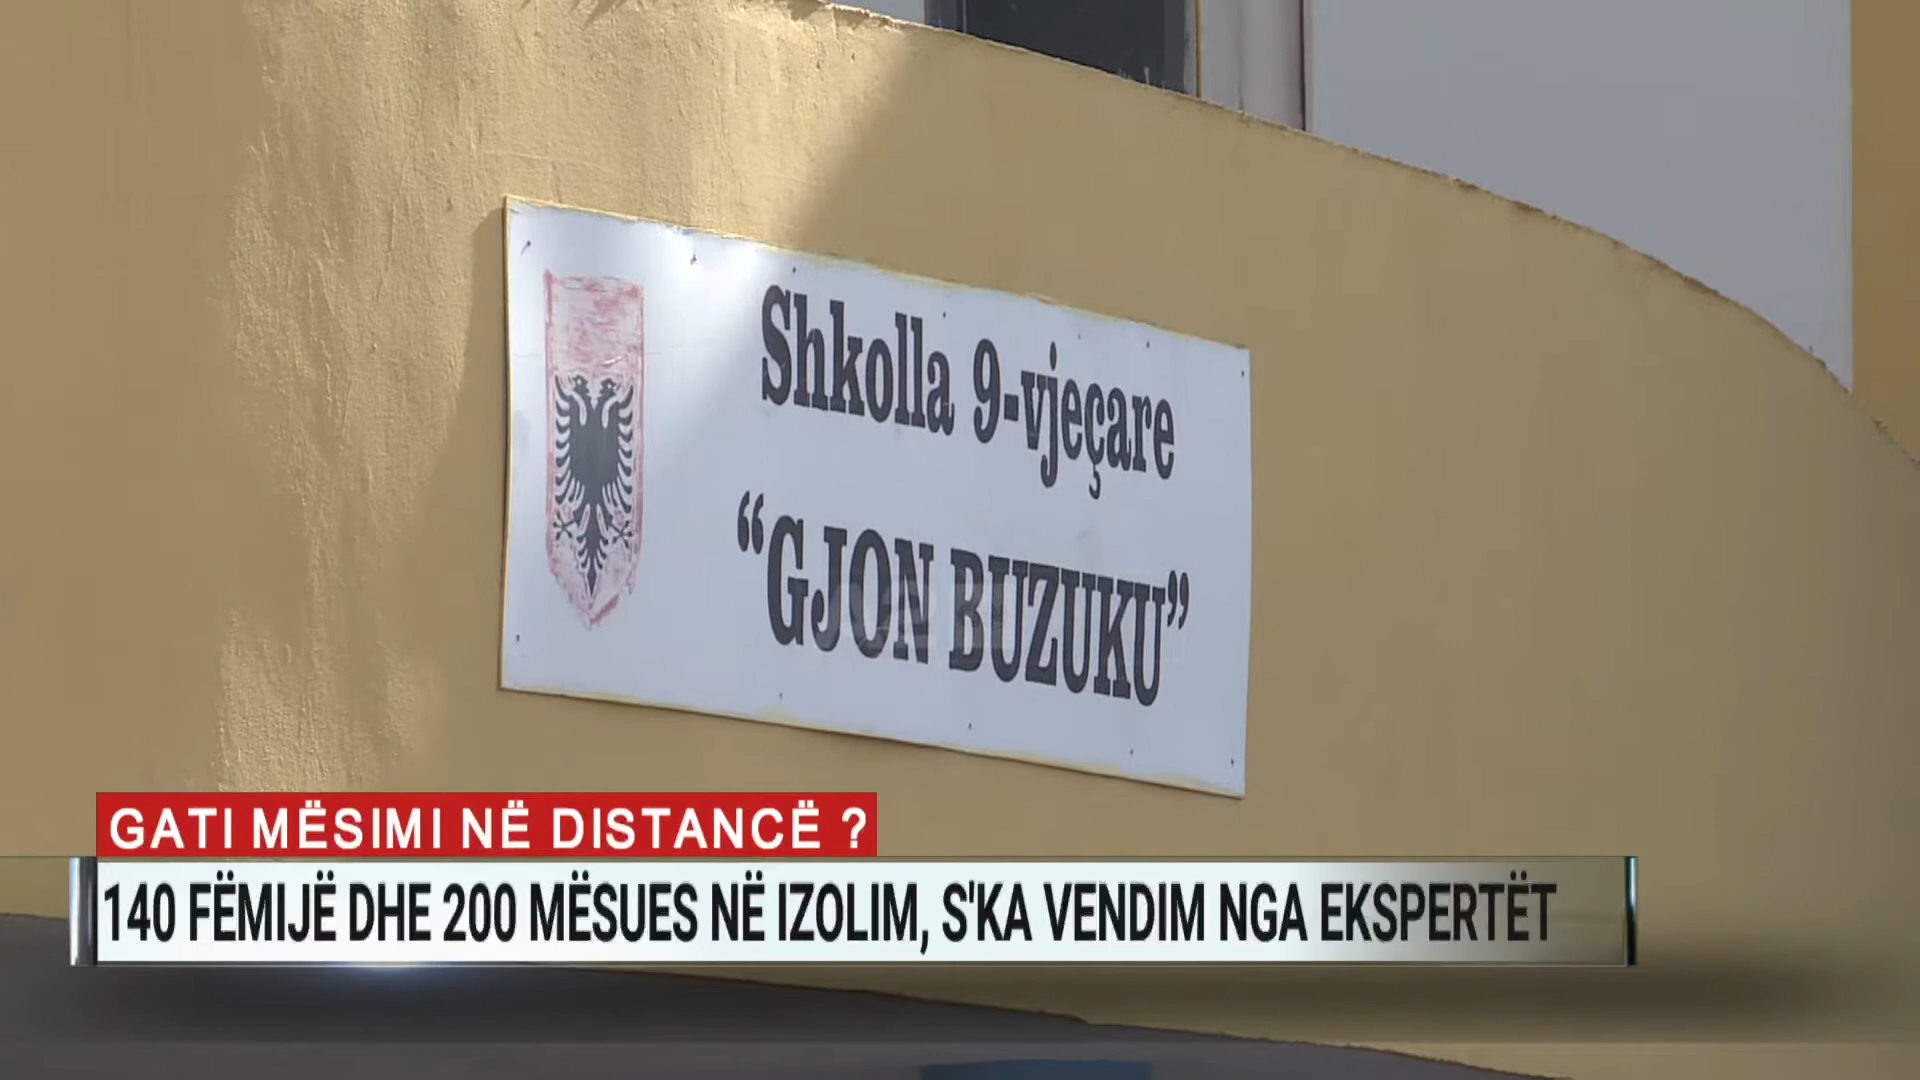 Shkolla 9-vjeçare
“GJON BUZUKU”
GATI MËSIMI NË DISTANCË ?
140 FËMIJË DHE 200 MËSUES NË IZOLIM, S'KA VENDIM NGA EKSPERTËT